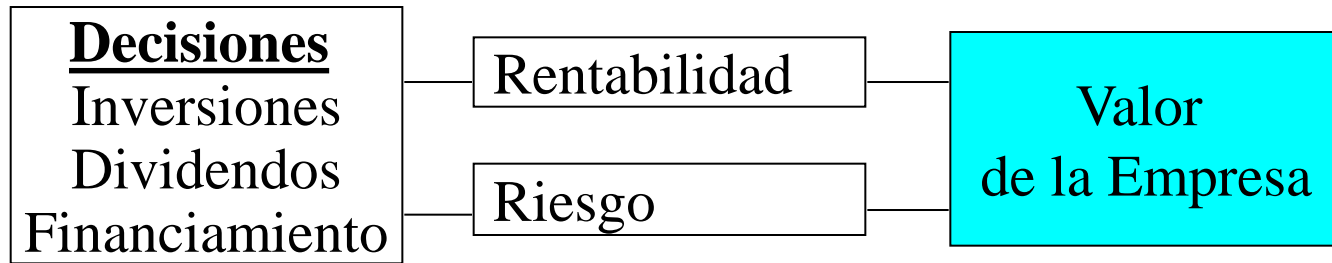 Decisiones
Inversiones
Dividendos
Financiamiento
Rentabilidad
Riesgo
Valor
de la Empresa